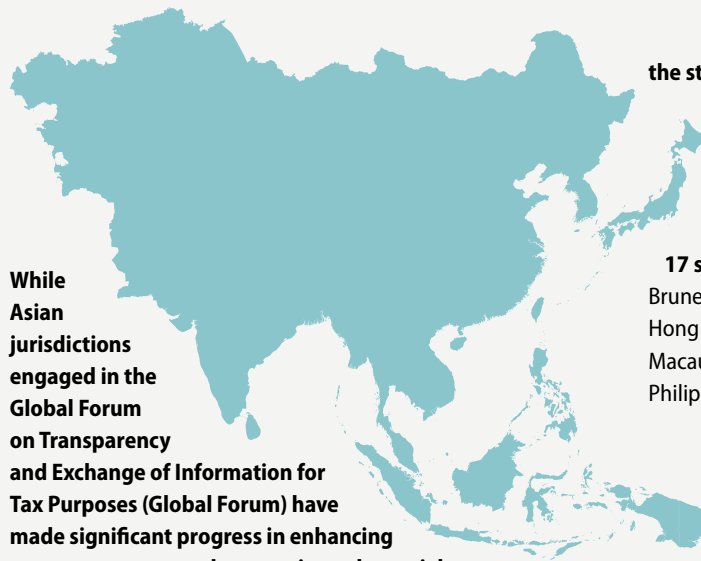 the st
17 s
Brune
Hong
Macau
Philip
While
Asian
jurisdictions
engaged in the
Global Forum
on Transparency
and Exchange of Information for
Tax Purposes (Global Forum) have
made significant progress in enhancing